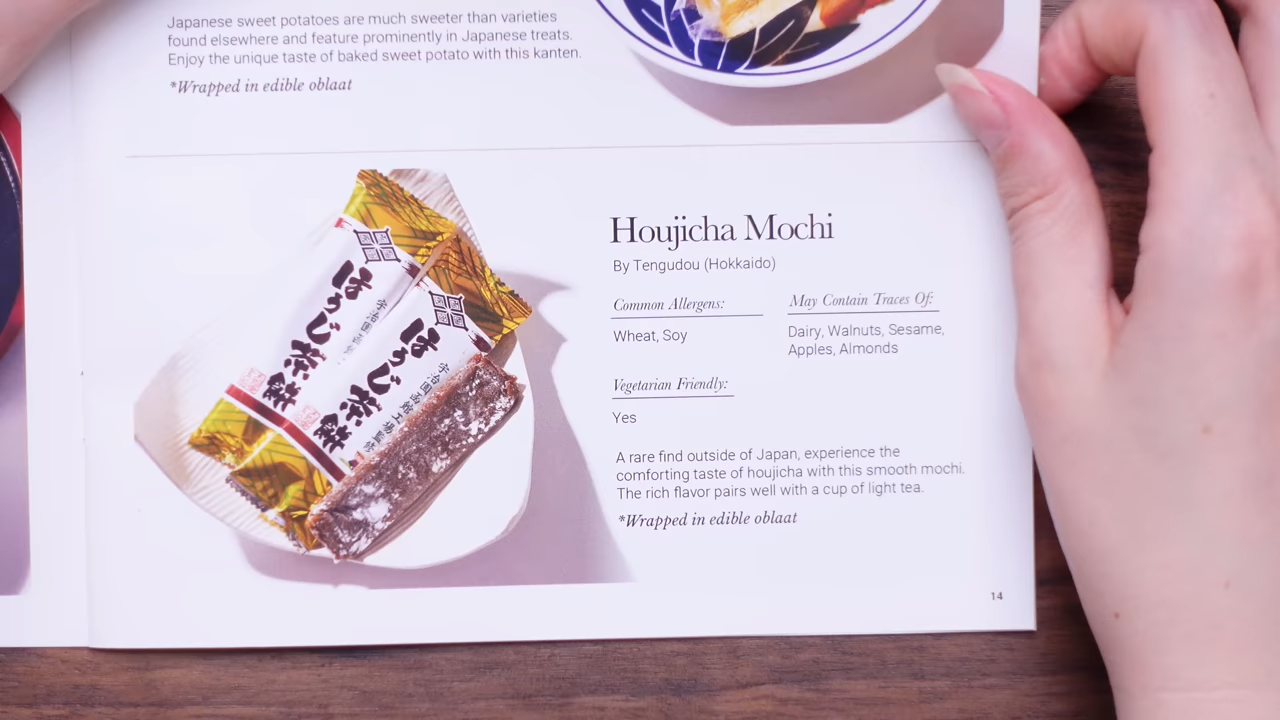 Japanese sweet potatoes are much sweeter than varieties
found elsewhere and feature prominently in Japanese treats.
Enjoy the unique taste of baked sweet potato with this kanten.
*Wrapped in edible oblaat
ほうじ茶餅
ほうじ茶餅
Houjicha Mochi
By Tengudou (Hokkaido)
Common Allergens:
Wheat, Soy
May Contain Traces Of:
Dairy, Walnuts, Sesame,
Apples, Almonds
Vegetarian Friendly:
Yes
A rare find outside of Japan, experience the
comforting taste of houjicha with this smooth mochi.
The rich flavor pairs well with a cup of light tea.
*Wrapped in edible oblaat
14